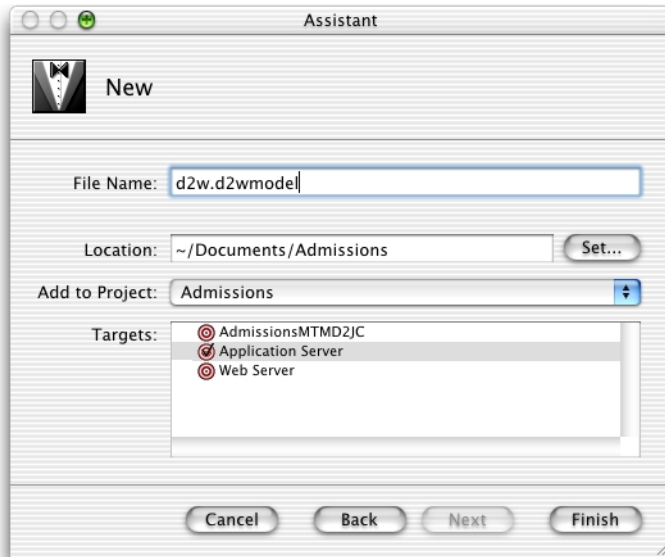 Assistant
New
File Name: d2w.d2wmodel
Location: ~/Documents/Admissions Set...
Add to Project: Admissions
Targets: AdmissionsMTMD2JC
Application Server
Web Server
Cancel Back Next Finish